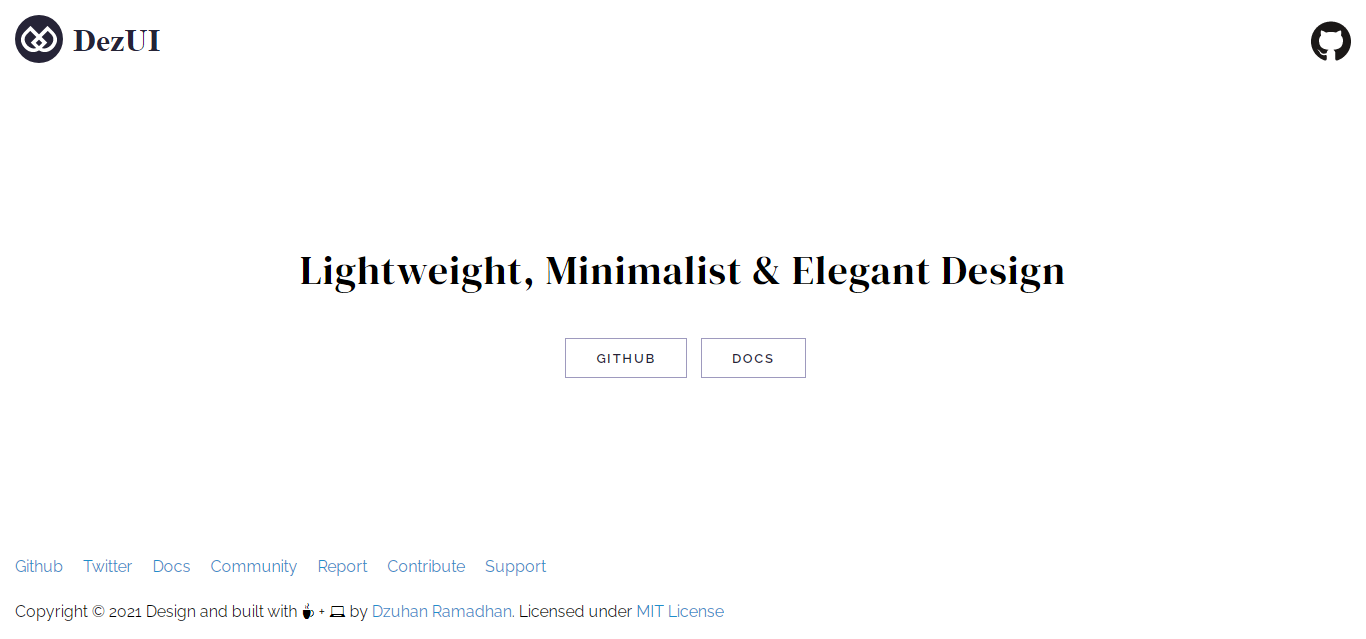 DezUI
Lightweight, Minimalist & Elegant Design
GITHUB DOCS
Github Twitter Docs Community Report Contribute Support
Copyright © 2021 Design and built with + by Dzuhan Ramadhan. Licensed under MIT License